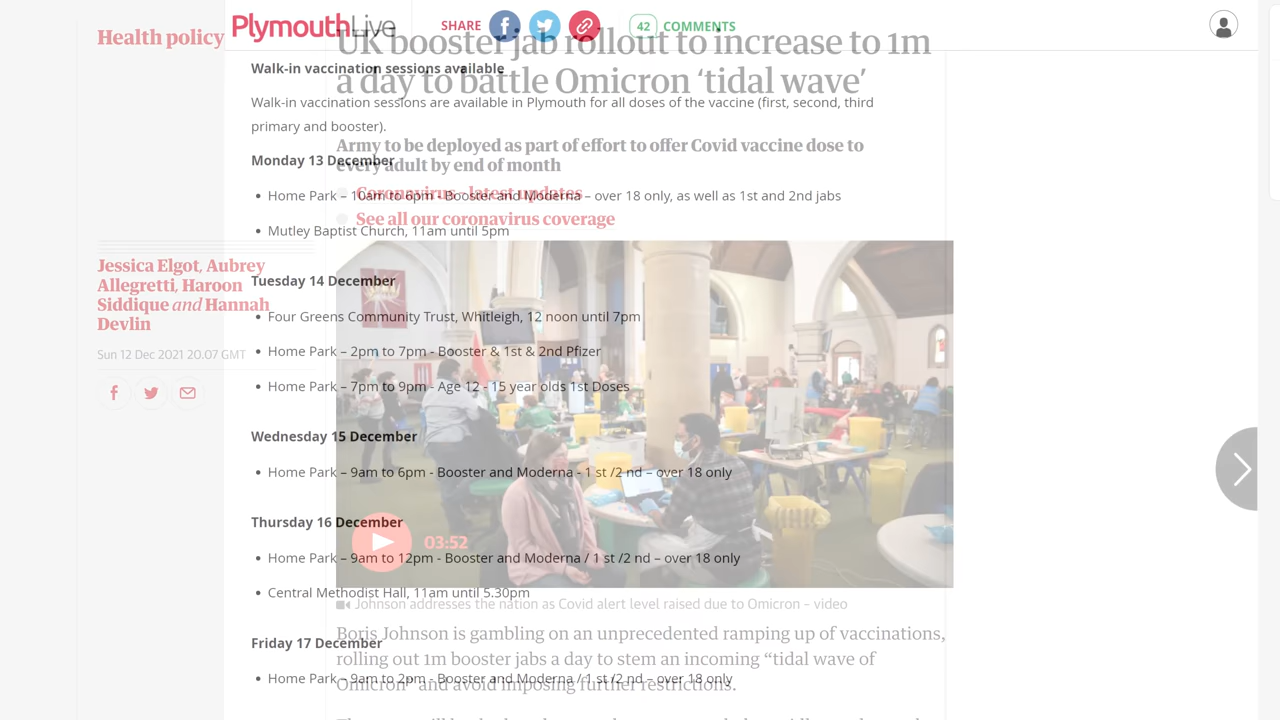 PlymouthLive
SHARE
42 COMMENTS
Walk-in vaccination sessions available
Walk-in vaccination sessions are available in Plymouth for all doses of the vaccine (first, second, third
primary and booster).
Monday 13 December
Home Park – 10am to 6pm - Booster and Moderna – over 18 only, as well as 1st and 2nd jabs
Mutley Baptist Church, 11am until 5pm
Tuesday 14 December
Four Greens Community Trust, Whitleigh, 12 noon until 7pm
Home Park – 2pm to 7pm - Booster & 1st & 2nd Pfizer
Home Park – 7pm to 9pm - Age 12 - 15 year olds 1st Doses
Wednesday 15 December
Home Park – 9am to 6pm - Booster and Moderna - 1 st /2 nd – over 18 only
Thursday 16 December
Home Park – 9am to 12pm - Booster and Moderna / 1 st /2 nd – over 18 only
Central Methodist Hall, 11am until 5.30pm
Friday 17 December
Home Park – 9am to 2pm - Booster and Moderna / 1 st /2 nd – over 18 only
Health policy
UK booster jab rollout to increase to 1m
a day to battle Omicron ‘tidal wave’
Army to be deployed as part of effort to offer Covid vaccine dose to
every adult by end of month
Coronavirus - latest updates
See all our coronavirus coverage
Jessica Elgot, Aubrey
Allegretti, Haroon
Siddique and Hannah
Devlin
Sun 12 Dec 2021 20.07 GMT
03:52
Johnson addresses the nation as Covid alert level raised due to Omicron – video
Boris Johnson is gambling on an unprecedented ramping up of vaccinations,
rolling out 1m booster jabs a day to stem an incoming “tidal wave of
Omicron” and avoid imposing further restrictions.